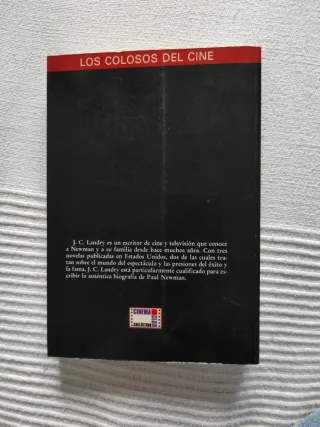 LOS COLOSOS DEL CINE
J. C. Landry es un escritor de cine y televisión que conoce
a Newman y a su familia desde hace muchos años. Con tres
novelas publicadas en Estados Unidos, dos de las cuales tra-
tan sobre el mundo del espectáculo y las presiones del éxito y
la fama, J. C. Landry está particularmente cualificado para es-
cribir la auténtica biografía de Paul Newman.
CINEMA
COLLECTION